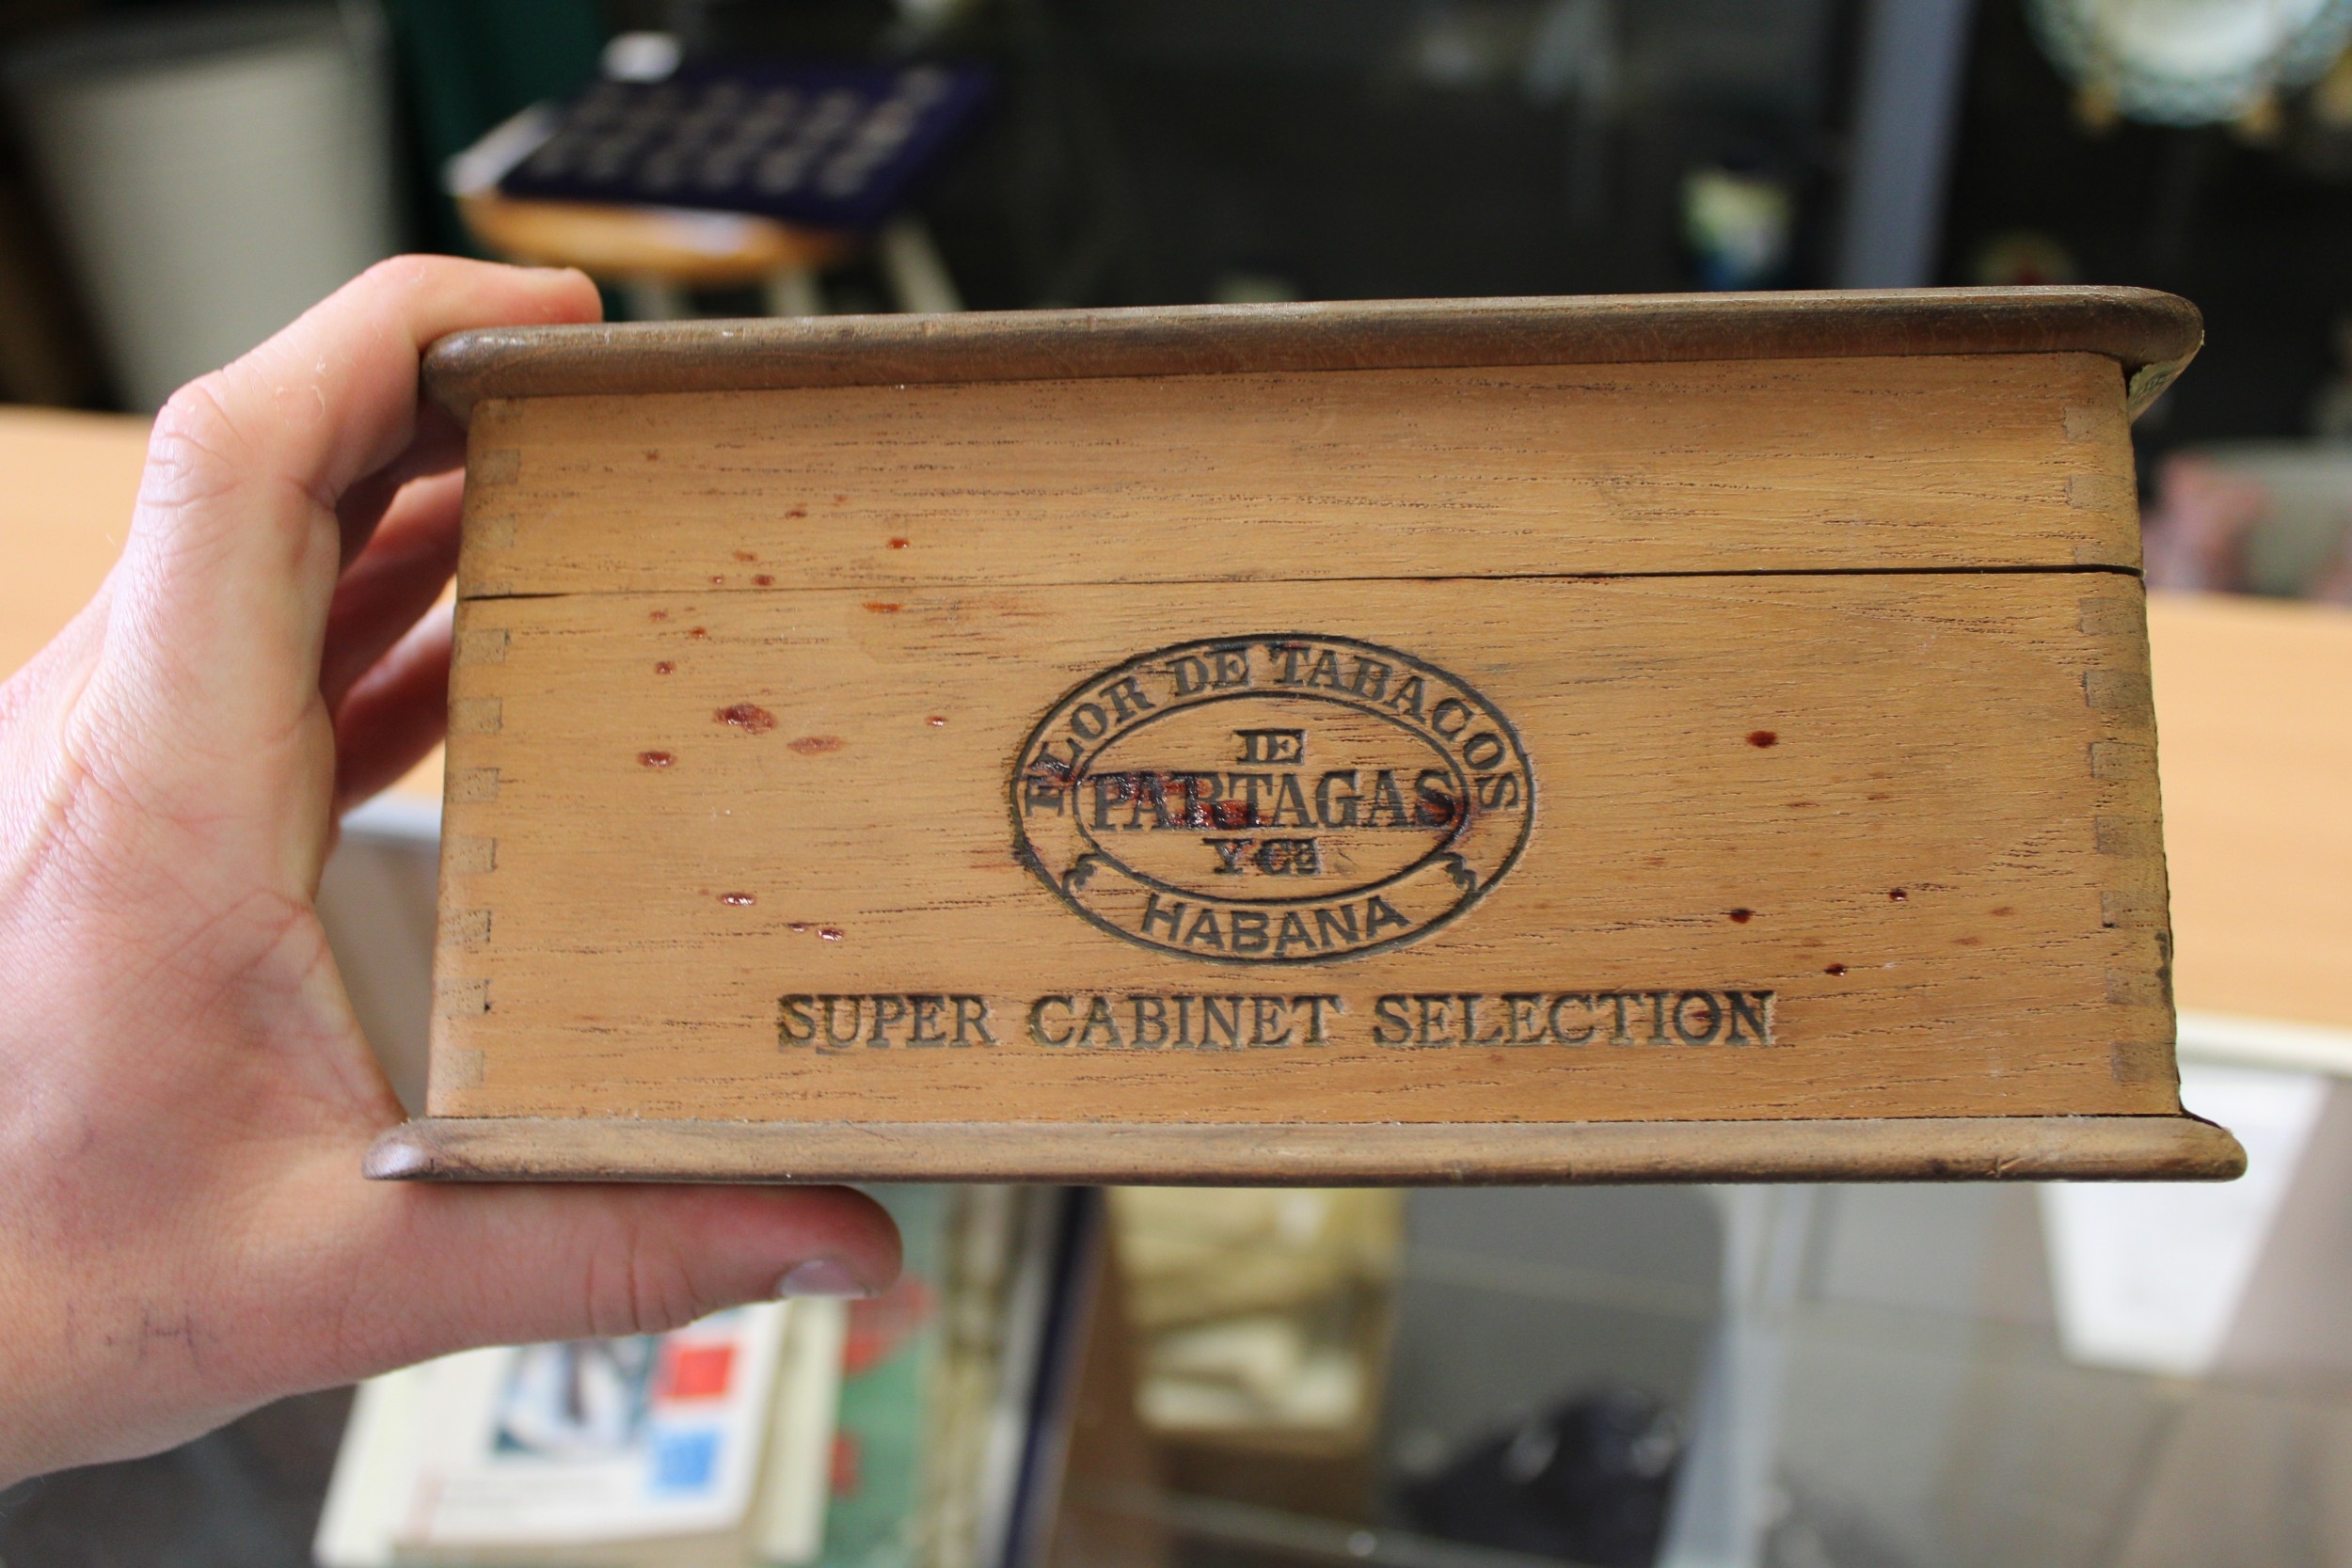 FLOR DE TABACOS
DE
PARTAGAS
Y Cª
HABANA
SUPER CABINET SELECTION